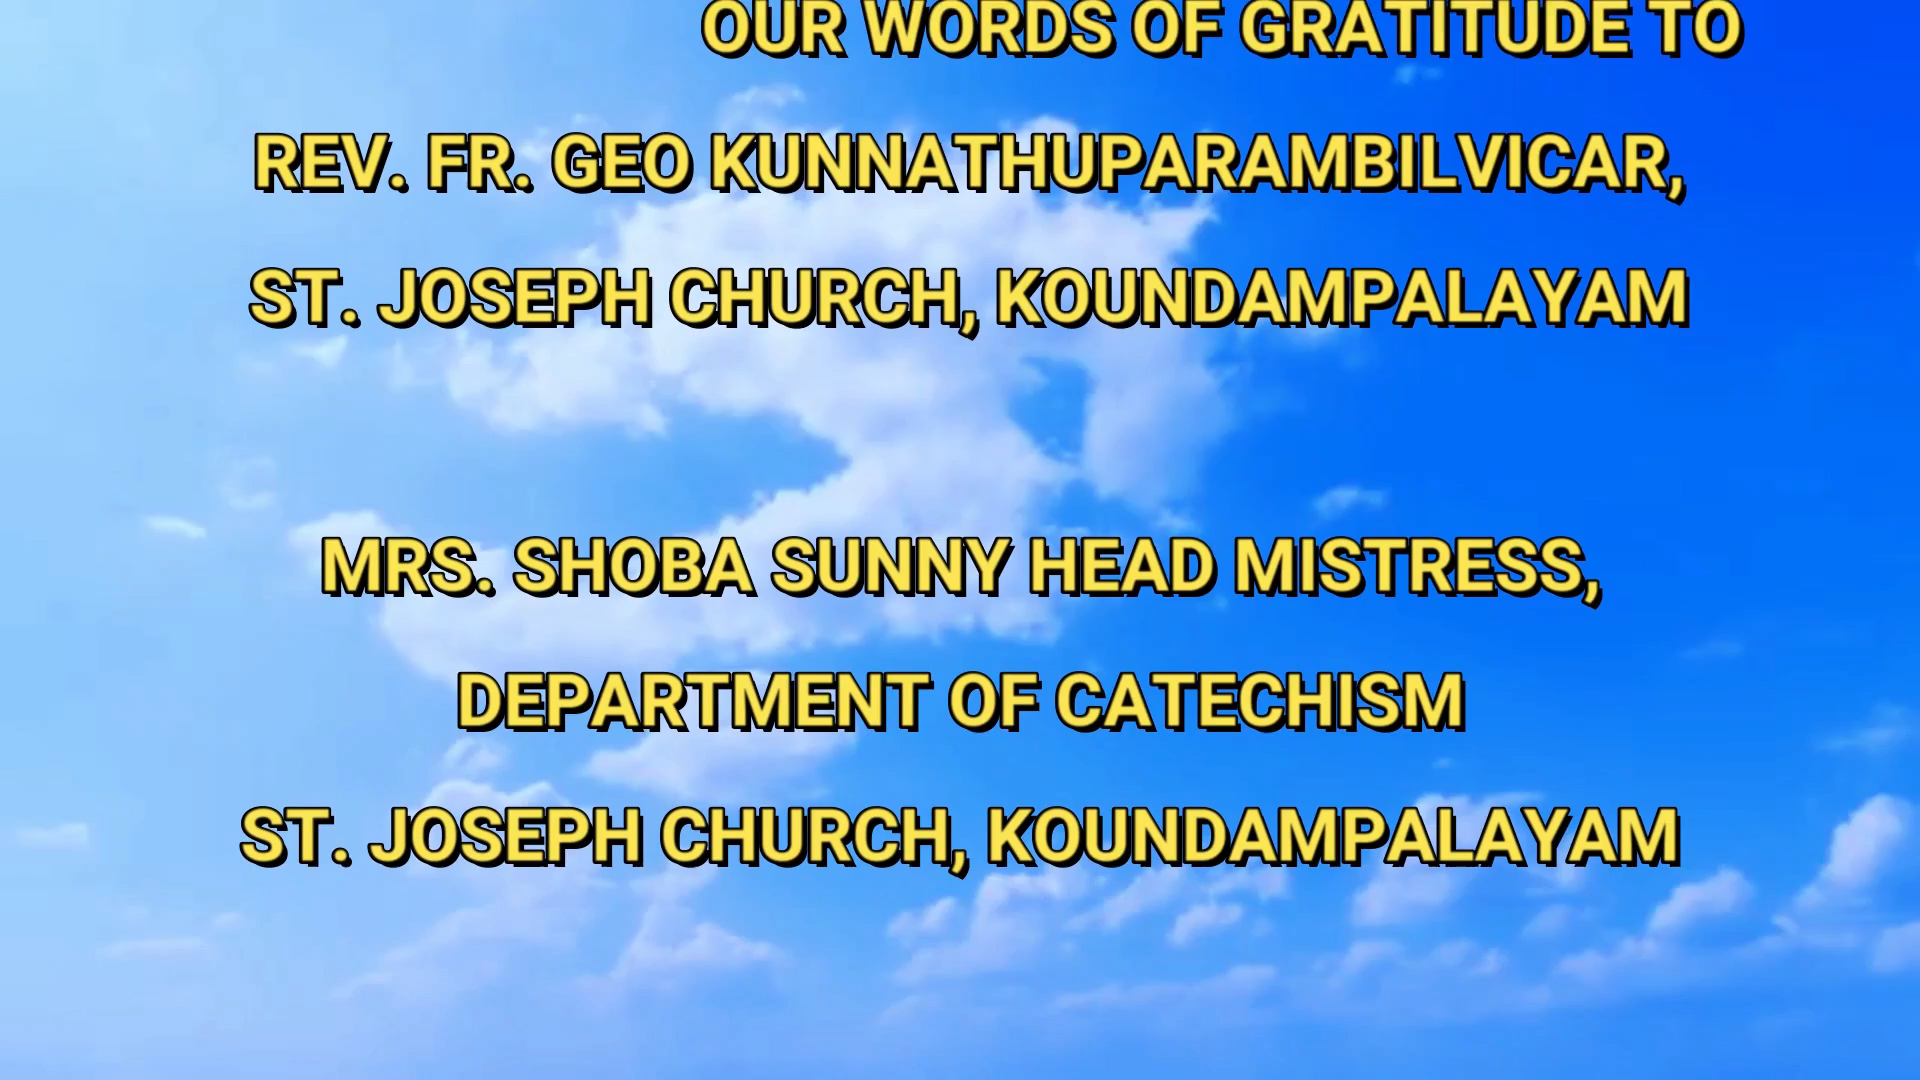 OUR WORDS OF GRATITUDE TO
REV. FR. GEO KUNNATHUPARAMBILVICAR,
ST. JOSEPH CHURCH, KOUNDAMPALAYAM
MRS. SHOBA SUNNY HEAD MISTRESS,
DEPARTMENT OF CATECHISM
ST. JOSEPH CHURCH, KOUNDAMPALAYAM